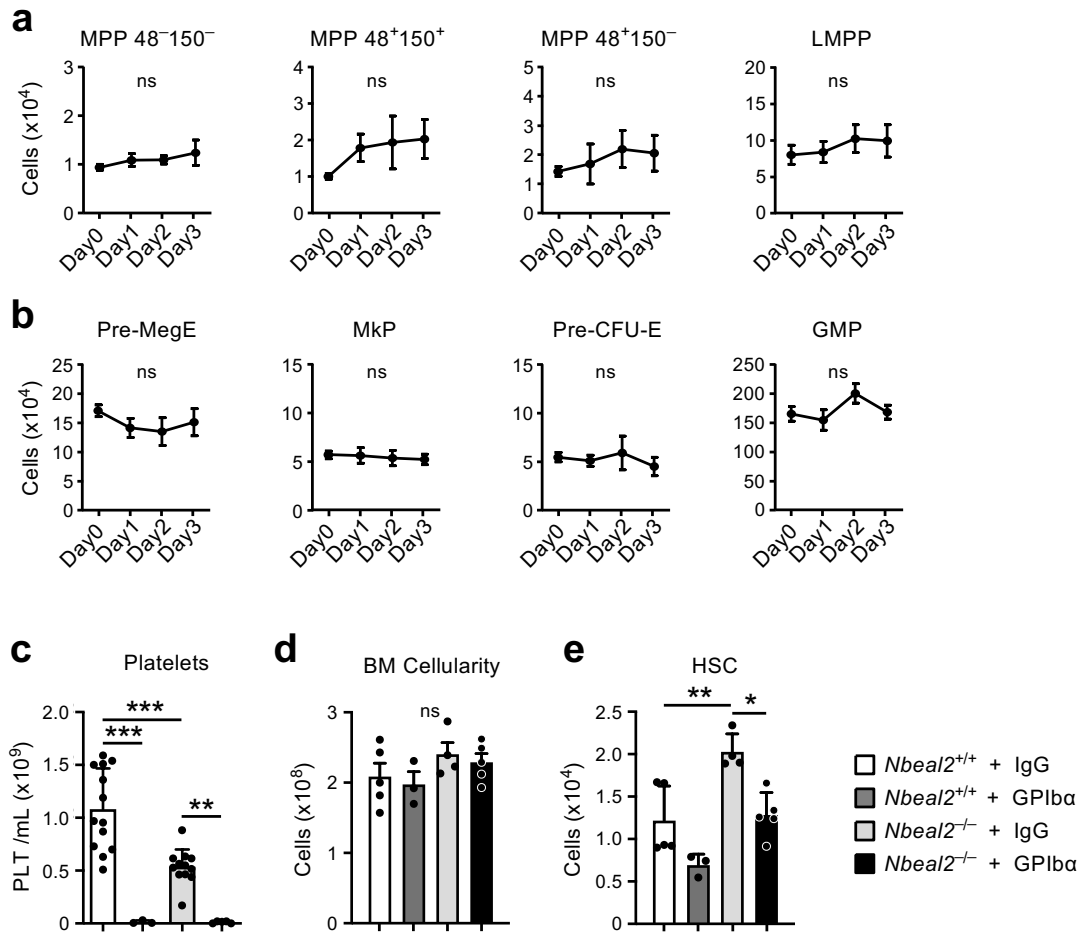 a
MPP 48⁻150⁻
MPP 48⁺150⁺
MPP 48⁺150⁻
LMPP
Cells (x10⁴)
3
2
1
0
ns
Day0
Day1
Day2
Day3
4
3
2
1
0
ns
Day0
Day1
Day2
Day3
5
4
3
2
1
0
ns
Day0
Day1
Day2
Day3
20
15
10
5
0
ns
Day0
Day1
Day2
Day3
b
Pre-MegE
MkP
Pre-CFU-E
GMP
Cells (x10⁴)
25
20
15
10
5
0
ns
Day0
Day1
Day2
Day3
15
10
5
0
ns
Day0
Day1
Day2
Day3
15
10
5
0
ns
Day0
Day1
Day2
Day3
250
200
150
100
50
0
ns
Day0
Day1
Day2
Day3
c
Platelets
PLT /mL (x10⁹)
2.0
1.5
1.0
0.5
0
***
***
**
d
BM Cellularity
Cells (x10⁸)
3
2
1
0
ns
e
HSC
Cells (x10⁴)
2.5
2.0
1.5
1.0
0.5
0
**
*
Nbeal2⁺/⁺ + IgG
Nbeal2⁺/⁺ + GPIbα
Nbeal2⁻/⁻ + IgG
Nbeal2⁻/⁻ + GPIbα